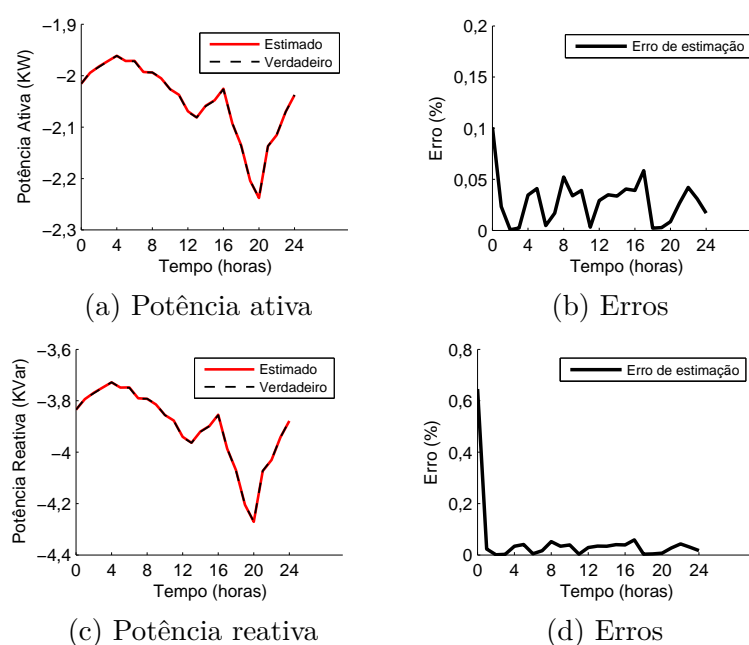 −1,9
−2
−2,1
−2,2
−2,3
Potência Ativa (KW)
Estimado
Verdadeiro
0 4 8 12 16 20 24
Tempo (horas)
(a) Potência ativa
0,2
0,15
0,1
0,05
0
Erro (%)
Erro de estimação
0 4 8 12 16 20 24
Tempo (horas)
(b) Erros
−3,6
−3,8
−4
−4,2
−4,4
Potência Reativa (KVar)
Estimado
Verdadeiro
0 4 8 12 16 20 24
Tempo (horas)
(c) Potência reativa
0,8
0,6
0,4
0,2
0
Erro (%)
Erro de estimação
0 4 8 12 16 20 24
Tempo (horas)
(d) Erros